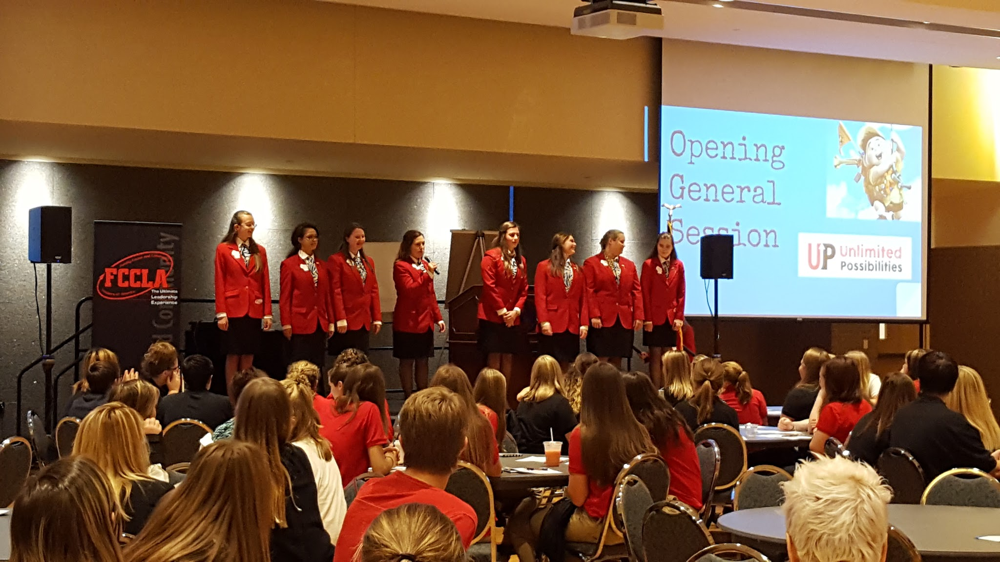 Opening
General
Session
UP Unlimited
Possibilities
FCCLA
The Ultimate
Leadership
Experience